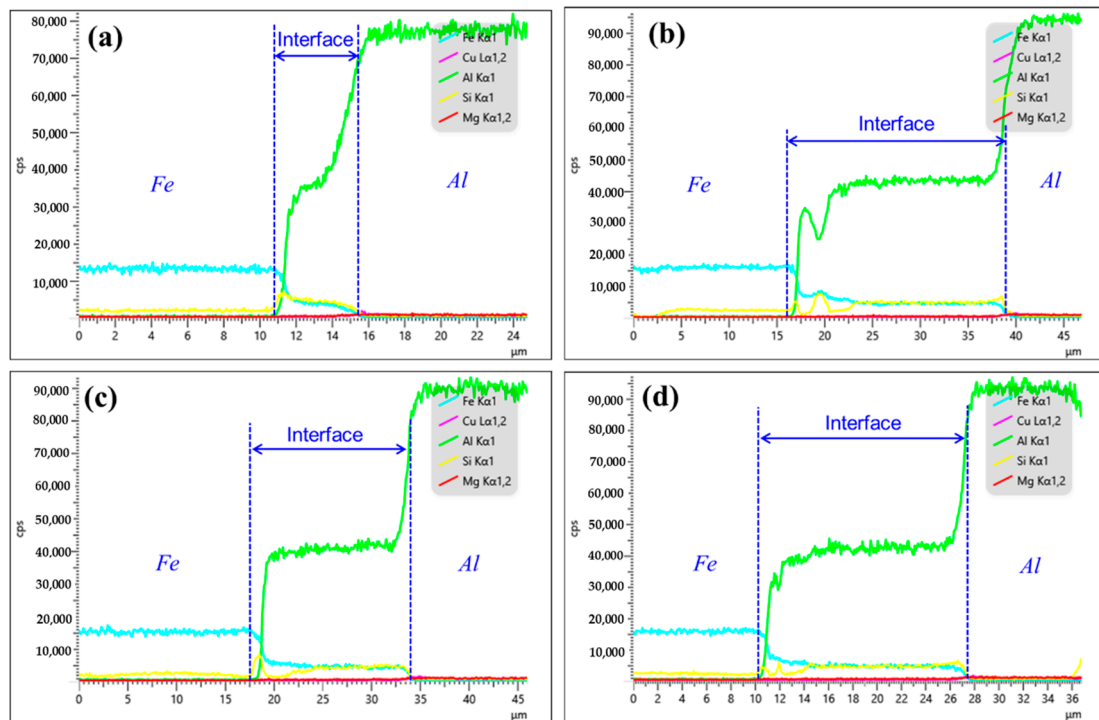 (a)
Interface
Fe Kα1
Cu Lα1,2
Al Kα1
Si Kα1
Mg Kα1,2
Fe
Al
cps
80,000
70,000
60,000
50,000
40,000
30,000
20,000
10,000
0 2 4 6 8 10 12 14 16 18 20 22 24
µm
(b)
Interface
Fe Kα1
Cu Lα1,2
Al Kα1
Si Kα1
Mg Kα1,2
Fe
Al
cps
90,000
80,000
70,000
60,000
50,000
40,000
30,000
20,000
10,000
0 5 10 15 20 25 30 35 40 45
µm
(c)
Interface
Fe Kα1
Cu Lα1,2
Al Kα1
Si Kα1
Mg Kα1,2
Fe
Al
cps
90,000
80,000
70,000
60,000
50,000
40,000
30,000
20,000
10,000
0 5 10 15 20 25 30 35 40 45
µm
(d)
Interface
Fe Kα1
Cu Lα1,2
Al Kα1
Si Kα1
Mg Kα1,2
Fe
Al
cps
90,000
80,000
70,000
60,000
50,000
40,000
30,000
20,000
10,000
0 2 4 6 8 10 12 14 16 18 20 22 24 26 28 30 32 34 36
µm